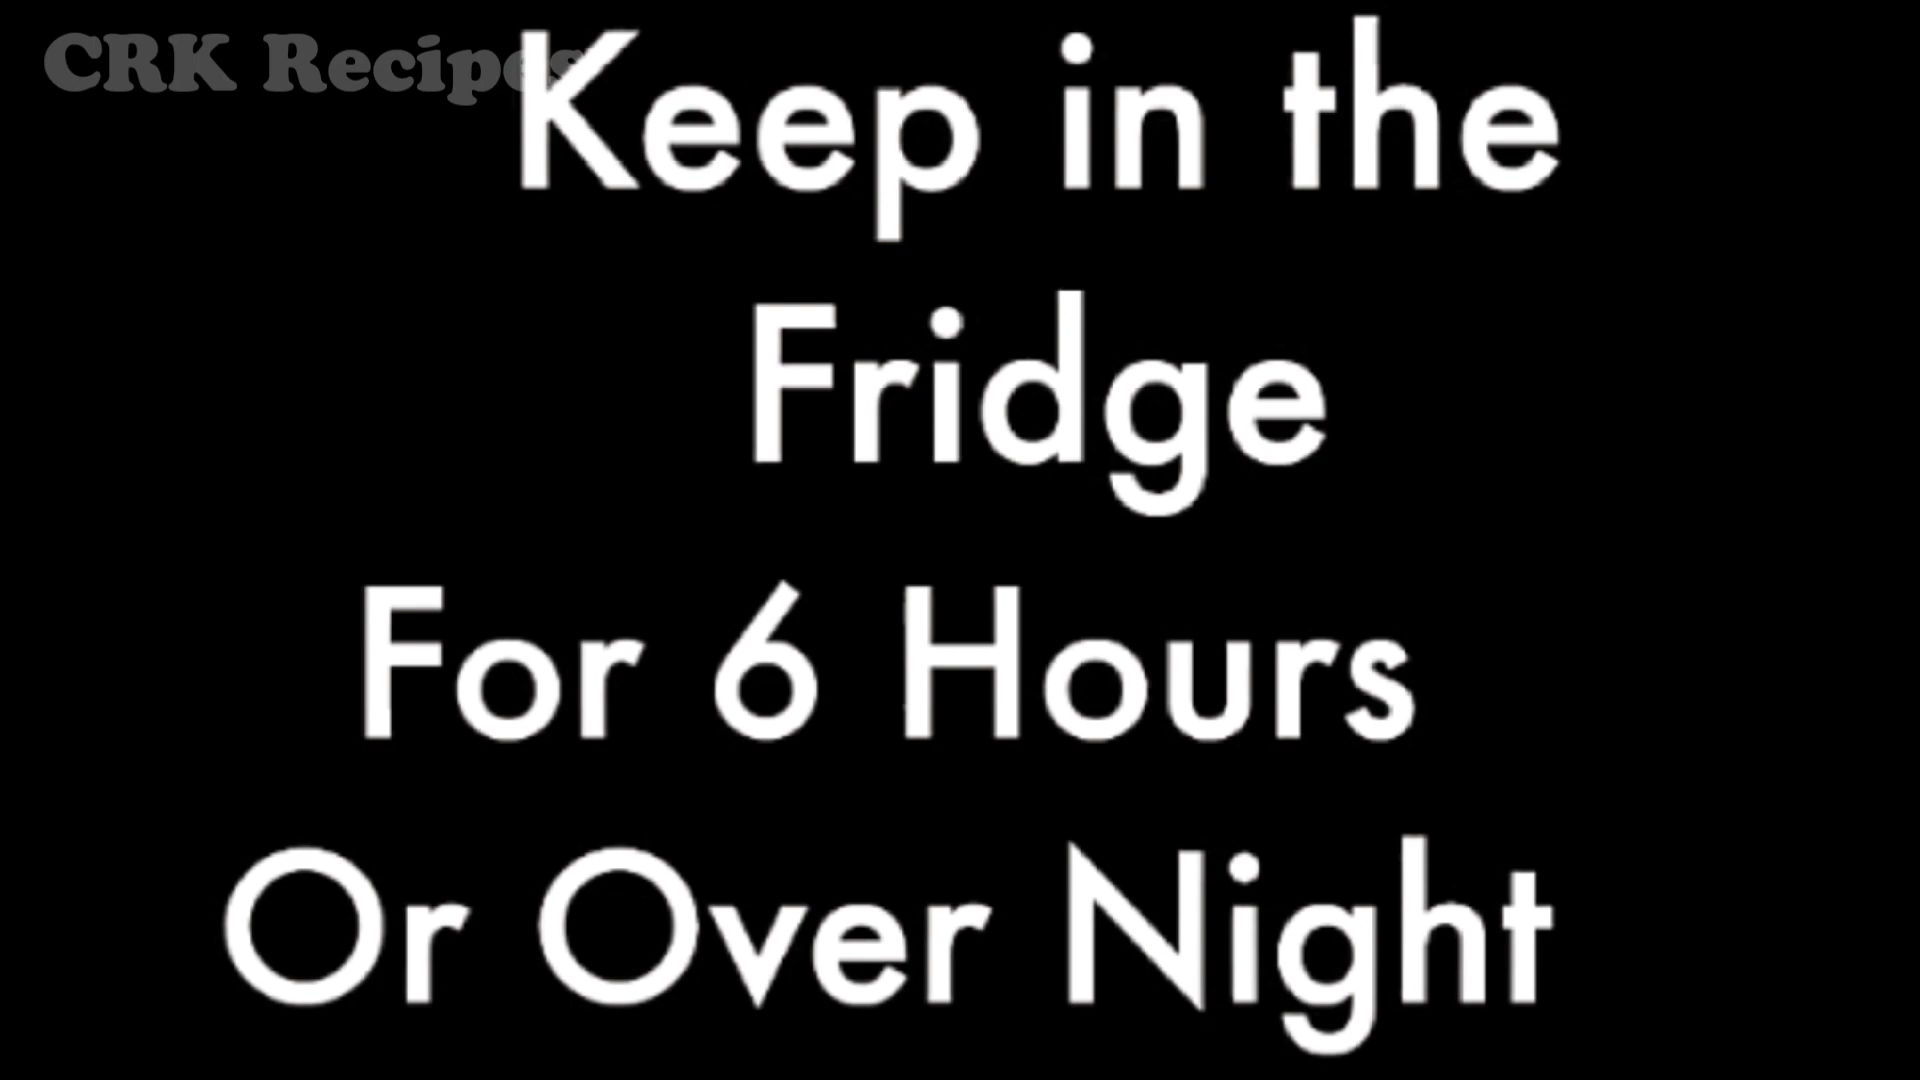 CRK Recipes
Keep in the
Fridge
For 6 Hours
Or Over Night